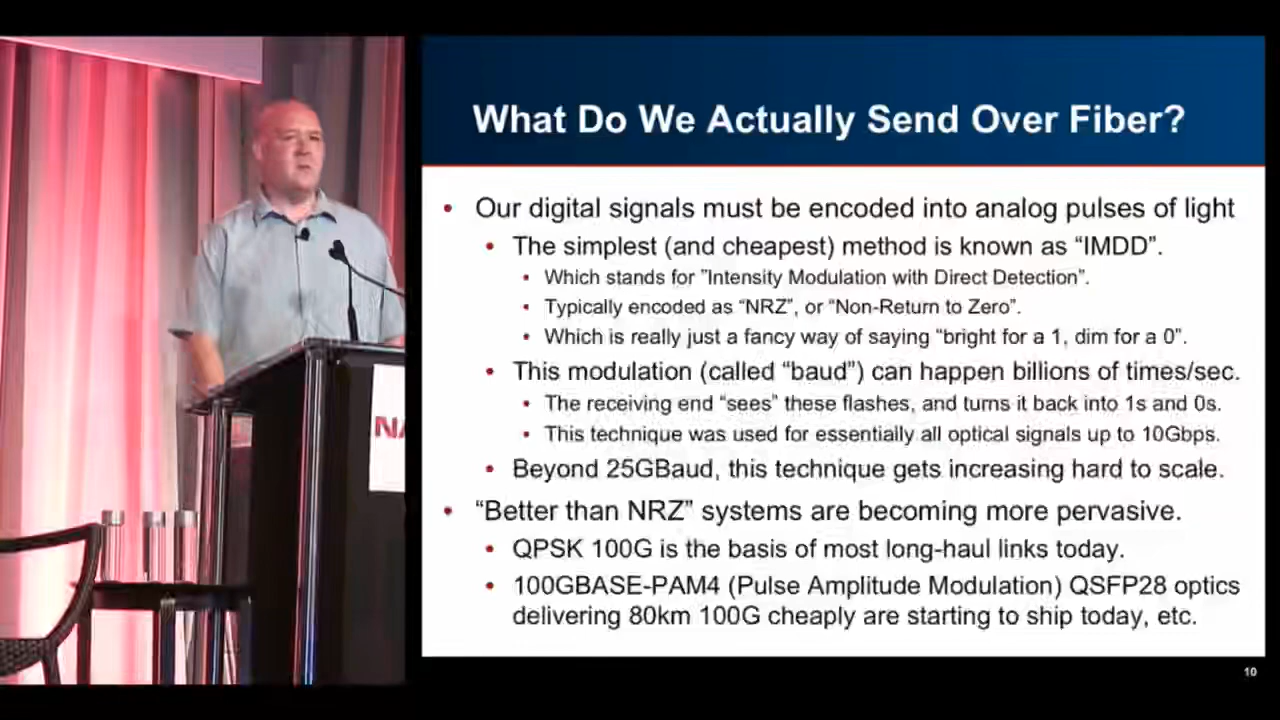 What Do We Actually Send Over Fiber?
• Our digital signals must be encoded into analog pulses of light
• The simplest (and cheapest) method is known as “IMDD”.
• Which stands for ”Intensity Modulation with Direct Detection”.
• Typically encoded as “NRZ”, or “Non-Return to Zero”.
• Which is really just a fancy way of saying “bright for a 1, dim for a 0”.
• This modulation (called “baud”) can happen billions of times/sec.
• The receiving end “sees” these flashes, and turns it back into 1s and 0s.
• This technique was used for essentially all optical signals up to 10Gbps.
• Beyond 25GBaud, this technique gets increasing hard to scale.
• “Better than NRZ” systems are becoming more pervasive.
• QPSK 100G is the basis of most long-haul links today.
• 100GBASE-PAM4 (Pulse Amplitude Modulation) QSFP28 optics
delivering 80km 100G cheaply are starting to ship today, etc.
10